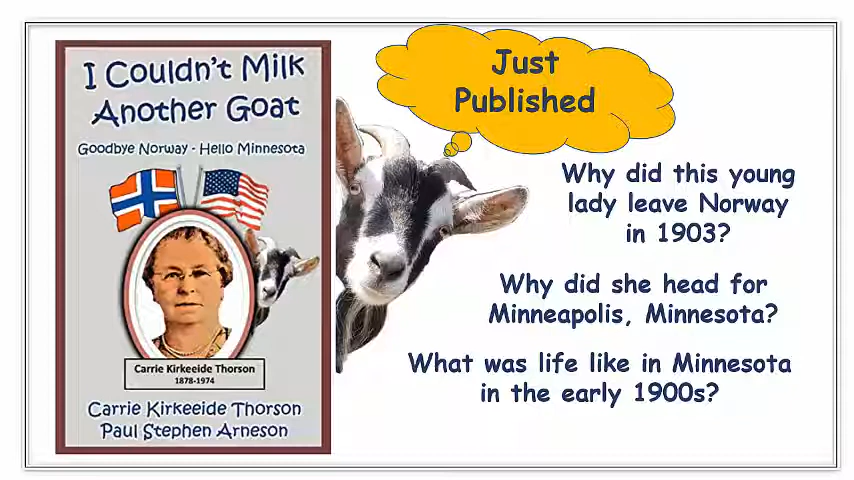 I Couldn't Milk
Another Goat
Goodbye Norway - Hello Minnesota
Carrie Kirkeeide Thorson
1878-1974
Carrie Kirkeeide Thorson
Paul Stephen Arneson
Just
Published
Why did this young
lady leave Norway
in 1903?
Why did she head for
Minneapolis, Minnesota?
What was life like in Minnesota
in the early 1900s?